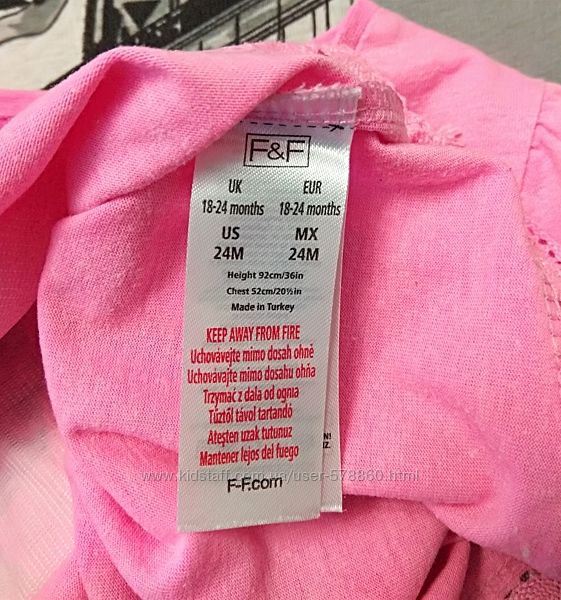 F&F
UK EUR
18-24 months 18-24 months
US MX
24M 24M
Height 92cm/36in
Chest 52cm/20½in
Made in Turkey
KEEP AWAY FROM FIRE
Uchovávejte mimo dosah ohně
Uchovávajte mimo dosahu ohňa
Trzymać z dala od ognia
Tűztől távol tartandó
Ateşten uzak tutunuz
Mantener lejos del fuego
F-F.com
www.kidstaff.com.ua/user-578860.html